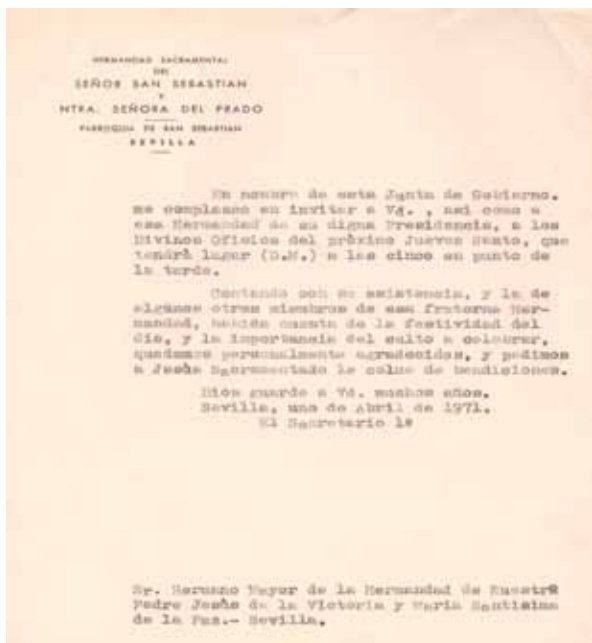 HERMANDAD SACRAMENTAL
DEL
SEÑOR SAN SEBASTIAN
Y
NTRA. SEÑORA DEL PRADO
PARROQUIA DE SAN SEBASTIAN
SEVILLA
En nombre de esta Junta de Gobierno,
me complazco en invitar a Vd. , así como a
esa Hermandad de su digna Presidencia, a los
Divinos Oficios del próximo Jueves Santo, que
tendrá lugar (D.M.) a las cinco en punto de
la tarde.
Contando con su asistencia, y la de
algunos otros miembros de esa fraterna Her-
mandad, habida cuenta de la festividad del
día, y la importancia del culto a celebrar,
quedamos personalmente agradecidos, y pedimos
a Jesús Sacramentado le colme de bendiciones.
Dios guarde a Vd. muchos años.
Sevilla, uno de Abril de 1971.
El Secretario 1º
Sr. Hermano Mayor de la Hermandad de Nuestro
Padre Jesús de la Victoria y María Santísima
de la Paz.- Sevilla.